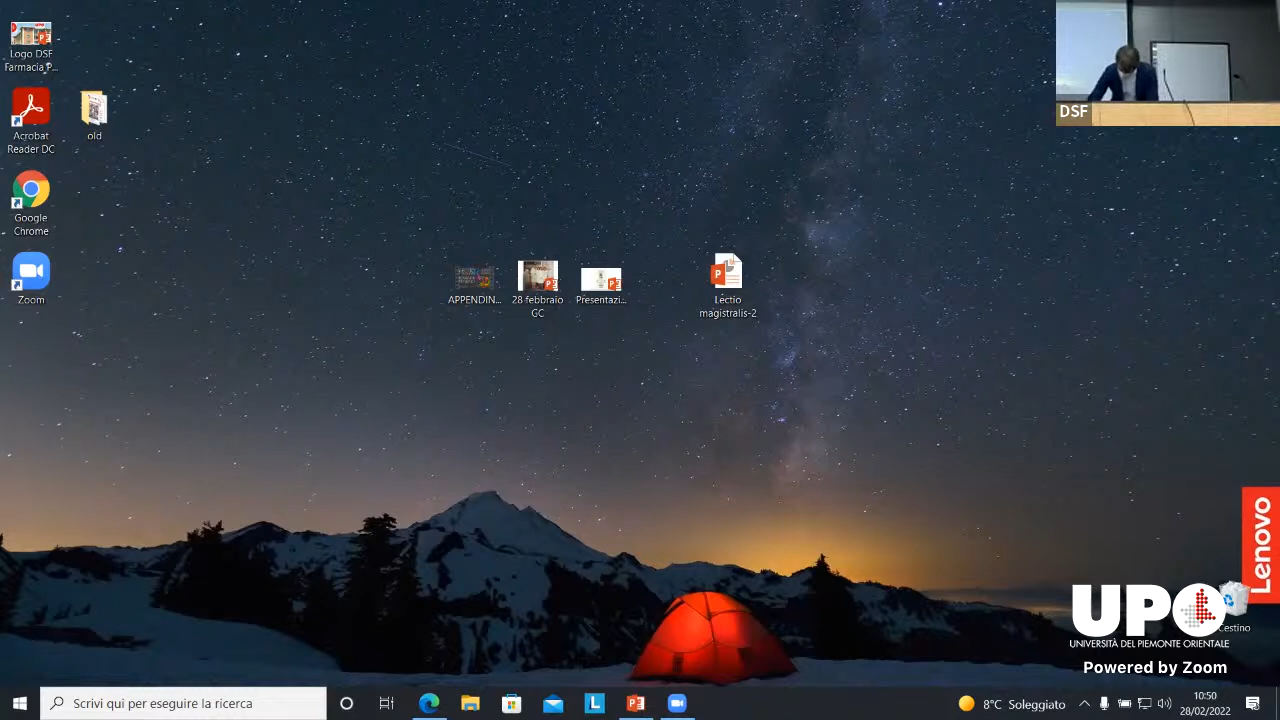 Logo DSF
Farmacia P...
Acrobat
Reader DC
old
Google
Chrome
Zoom
APPENDIN...
28 febbraio
GC
Presentazi...
Lectio
magistralis-2
DSF
Lenovo
UPO
UNIVERSITÀ DEL PIEMONTE ORIENTALE
Cestino
Powered by Zoom
Scrivi qui per eseguire la ricerca
8°C Soleggiato
10:50
28/02/2022